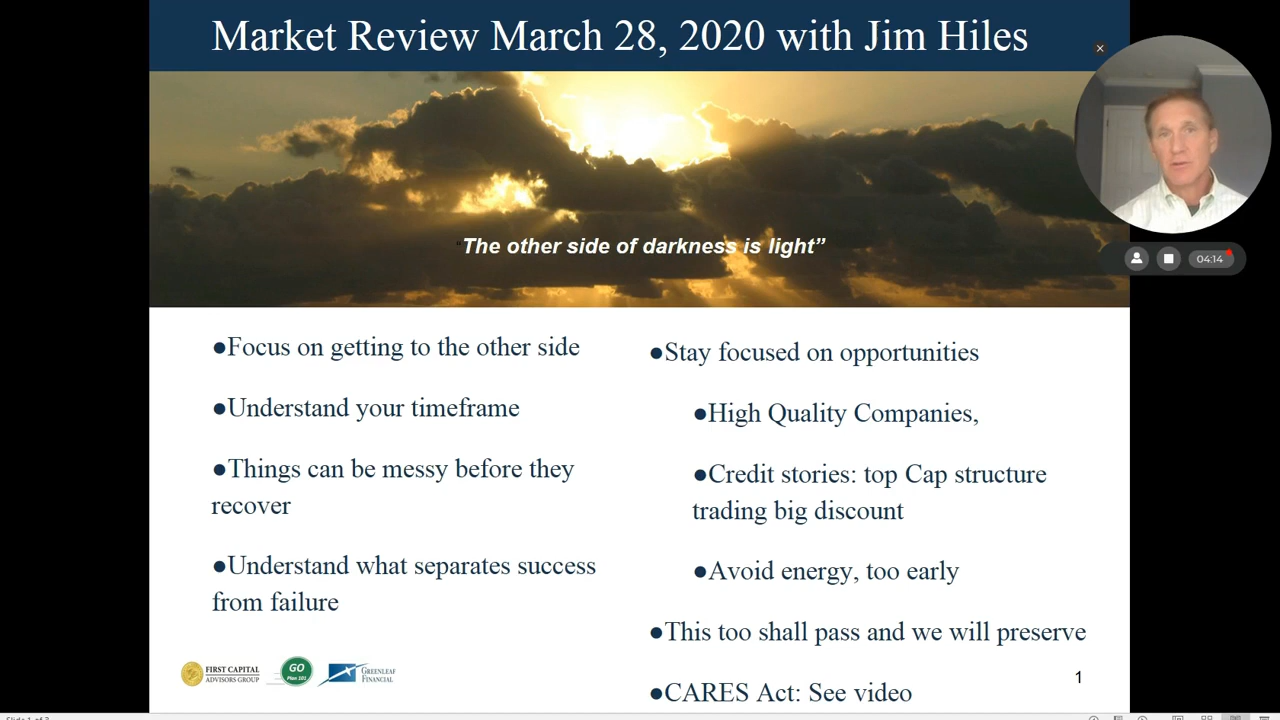 Market Review March 28, 2020 with Jim Hiles
"The other side of darkness is light”
●Focus on getting to the other side
●Understand your timeframe
●Things can be messy before they
recover
●Understand what separates success
from failure
●Stay focused on opportunities
●High Quality Companies,
●Credit stories: top Cap structure
trading big discount
●Avoid energy, too early
●This too shall pass and we will preserve
●CARES Act: See video
04:14
FIRST CAPITAL
ADVISORS GROUP
GO
Plan 101
GREENLEAF
FINANCIAL
1